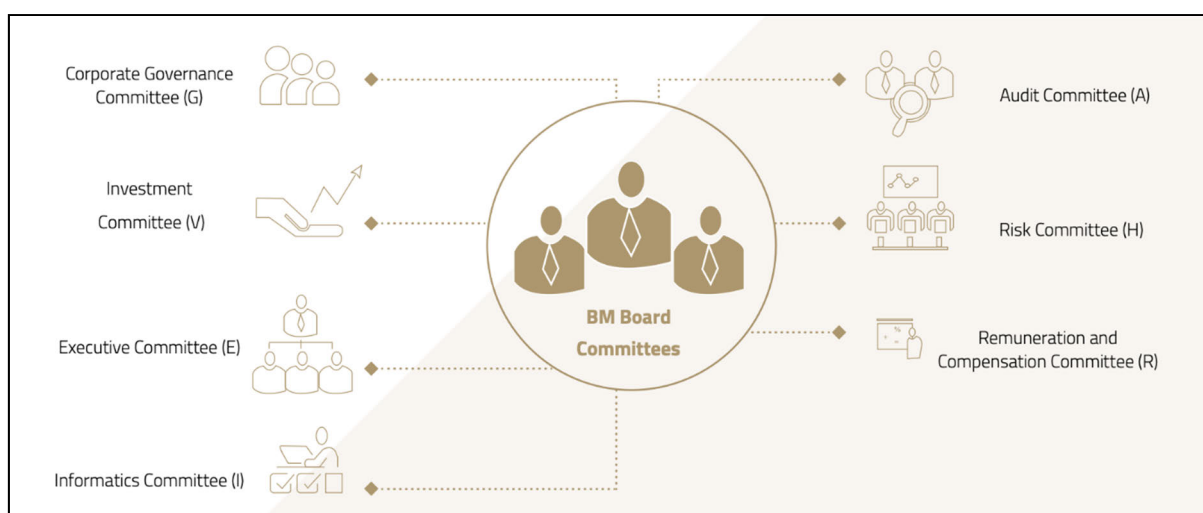 Corporate Governance
Committee (G)
Investment
Committee (V)
Executive Committee (E)
Informatics Committee (I)
BM Board
Committees
Audit Committee (A)
Risk Committee (H)
Remuneration and
Compensation Committee (R)